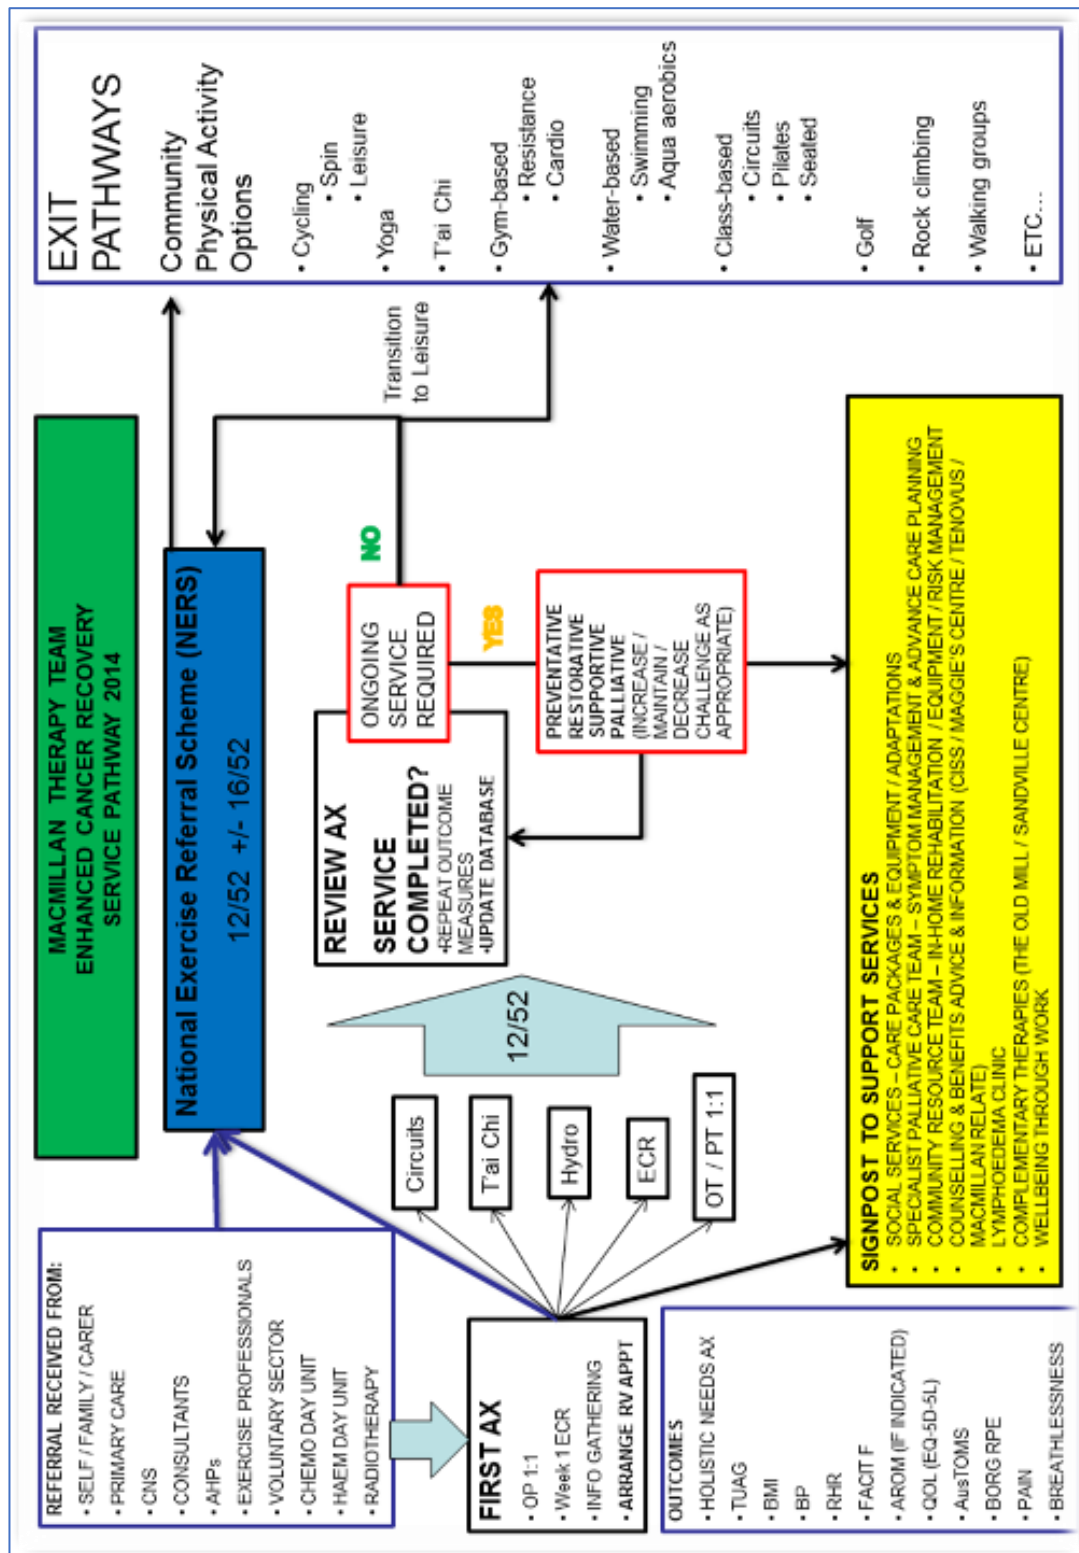 MACMILLAN THERAPY TEAM
ENHANCED CANCER RECOVERY
SERVICE PATHWAY 2014
REFERRAL RECEIVED FROM:
• SELF / FAMILY / CARER
• PRIMARY CARE
• CNS
• CONSULTANTS
• AHPs
• EXERCISE PROFESSIONALS
• VOLUNTARY SECTOR
• CHEMO DAY UNIT
• HAEM DAY UNIT
• RADIOTHERAPY
National Exercise Referral Scheme (NERS)
12/52 +/- 16/52
FIRST AX
• OP 1:1
• Week 1 ECR
• INFO GATHERING
• ARRANGE RV APPT
Circuits
T'ai Chi
Hydro
ECR
OT / PT 1:1
12/52
REVIEW AX
SERVICE
COMPLETED?
•REPEAT OUTCOME
MEASURES
•UPDATE DATABASE
ONGOING
SERVICE
REQUIRED
NO
YES
PREVENTATIVE
RESTORATIVE
SUPPORTIVE
PALLIATIVE
(INCREASE /
MAINTAIN /
DECREASE
CHALLENGE AS
APPROPRIATE)
Transition
to Leisure
OUTCOMES
• HOLISTIC NEEDS AX
• TUAG
• BMI
• BP
• RHR
• FACIT F
• AROM (IF INDICATED)
• QOL (EQ-5D-5L)
• AusTOMS
• BORG RPE
• PAIN
• BREATHLESSNESS
SIGNPOST TO SUPPORT SERVICES
• SOCIAL SERVICES – CARE PACKAGES & EQUIPMENT / ADAPTATIONS
• SPECIALIST PALLIATIVE CARE TEAM – SYMPTOM MANAGEMENT & ADVANCE CARE PLANNING
• COMMUNITY RESOURCE TEAM – IN-HOME REHABILITATION / EQUIPMENT / RISK MANAGEMENT
• COUNSELLING & BENEFITS ADVICE & INFORMATION (CISS / MAGGIE'S CENTRE / TENOVUS /
MACMILLAN RELATE)
• LYMPHOEDEMA CLINIC
• COMPLEMENTARY THERAPIES (THE OLD MILL / SANDVILLE CENTRE)
• WELLBEING THROUGH WORK
EXIT
PATHWAYS
Community
Physical Activity
Options
• Cycling
• Spin
• Leisure
• Yoga
• T'ai Chi
• Gym-based
• Resistance
• Cardio
• Water-based
• Swimming
• Aqua aerobics
• Class-based
• Circuits
• Pilates
• Seated
• Golf
• Rock climbing
• Walking groups
• ETC...